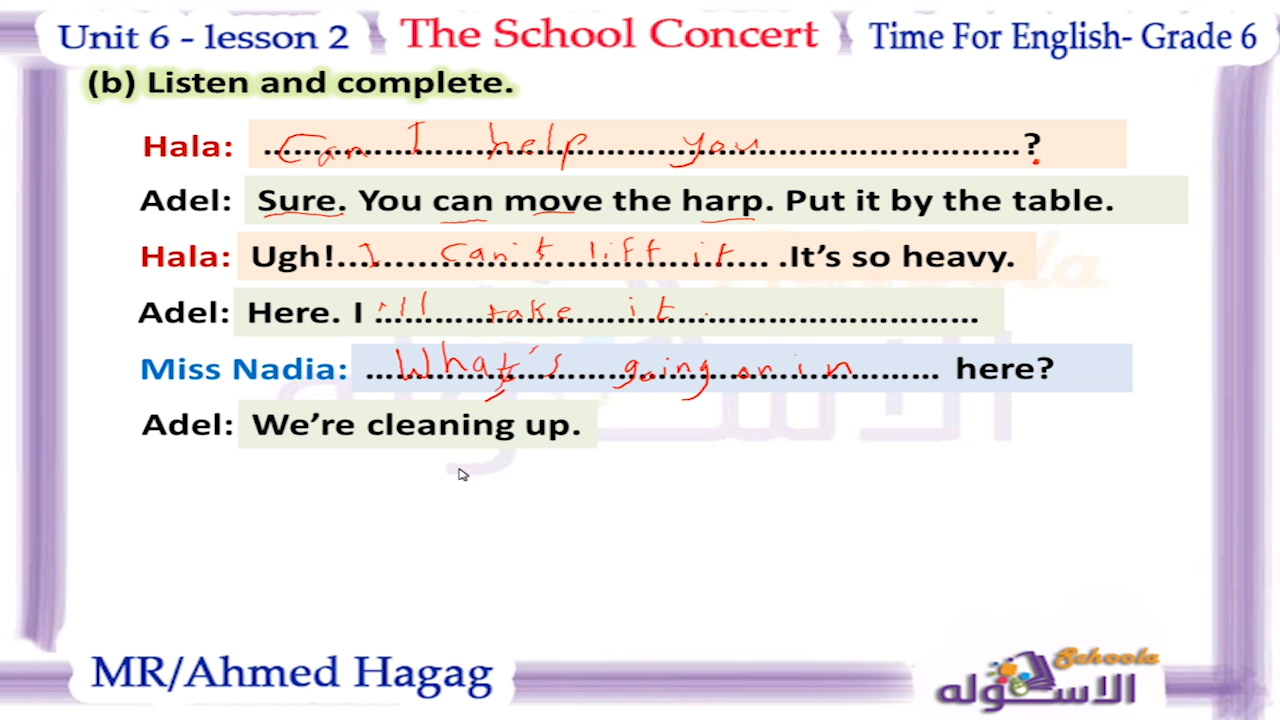 Unit 6 - lesson 2 The School Concert Time For English- Grade 6
(b) Listen and complete.
Hala: Can I help you ?
Adel: Sure. You can move the harp. Put it by the table.
Hala: Ugh! I can't lift it .It's so heavy.
Adel: Here. I 'll take it .
Miss Nadia: What's going on in here?
Adel: We're cleaning up.
MR/Ahmed Hagag
Schoola
الاسكوله